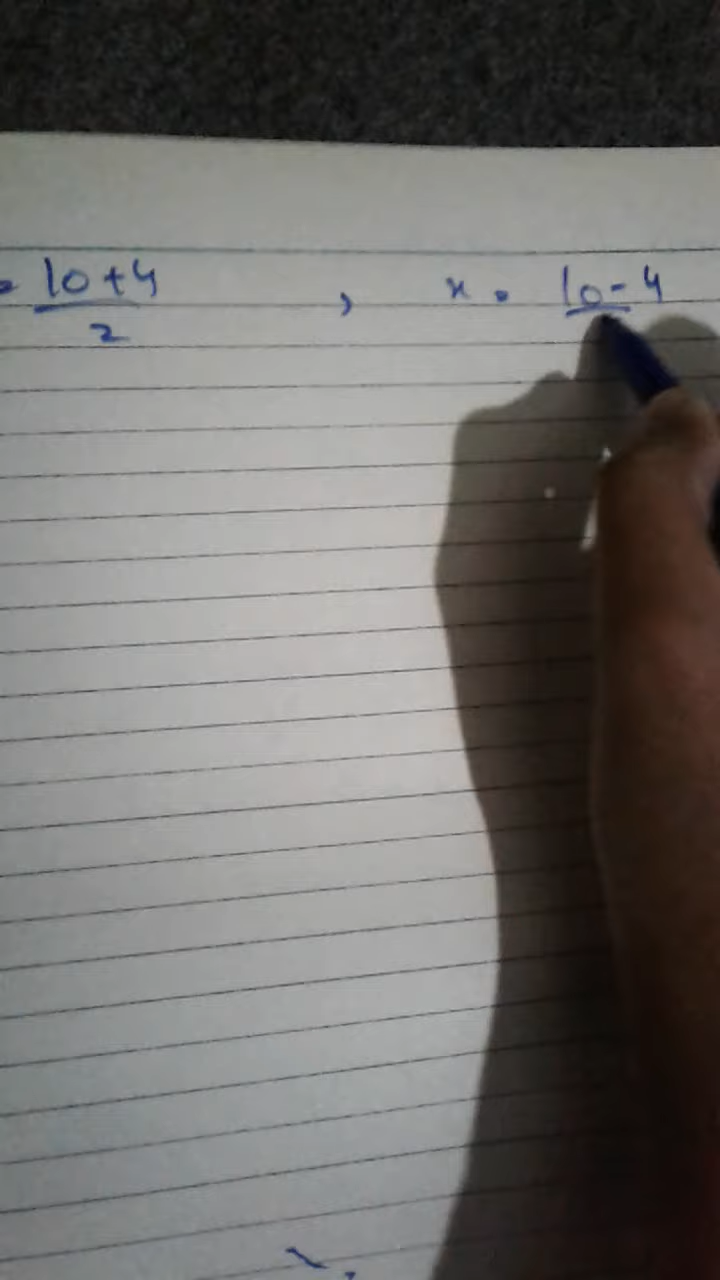 = 10+4 / 2 , x = 10-4